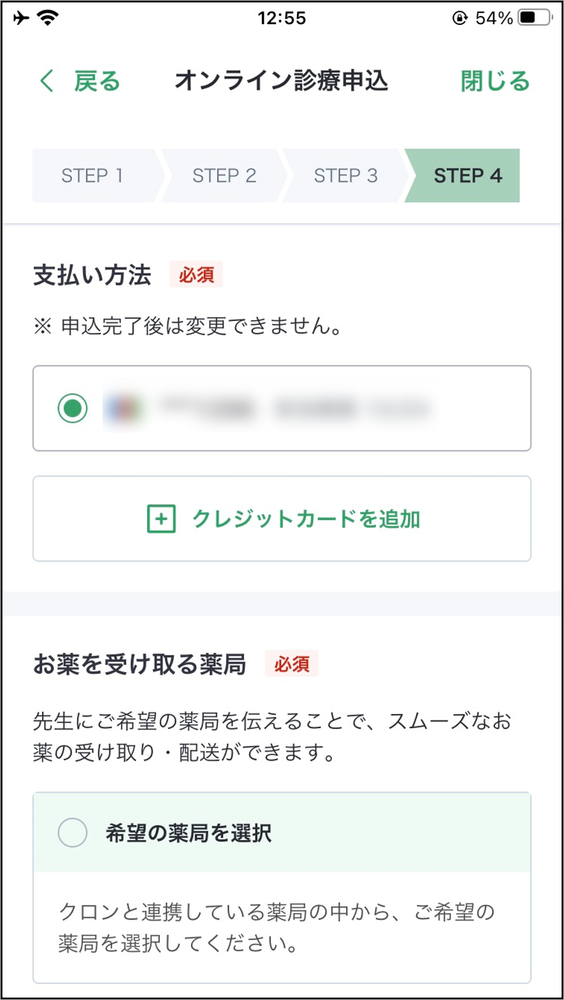 12:55
54%
戻る
オンライン診療申込
閉じる
STEP 1
STEP 2
STEP 3
STEP 4
支払い方法
必須
※ 申込完了後は変更できません。
クレジットカードを追加
お薬を受け取る薬局
必須
先生にご希望の薬局を伝えることで、スムーズなお
薬の受け取り・配送ができます。
希望の薬局を選択
クロンと連携している薬局の中から、ご希望の
薬局を選択してください。